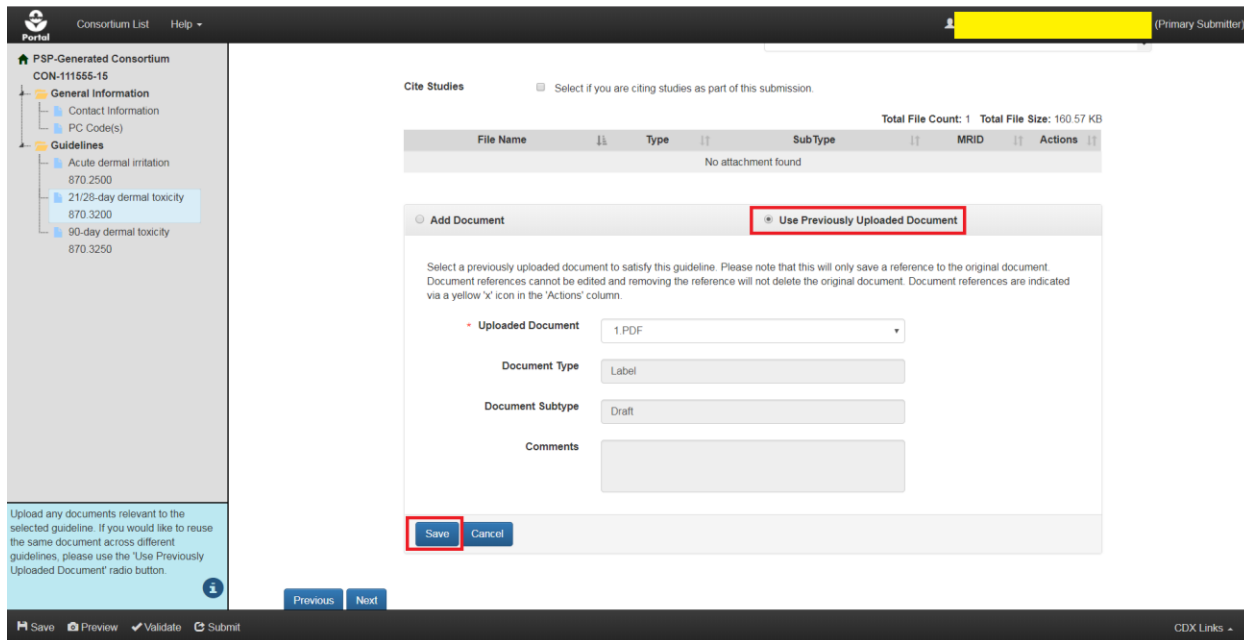 Portal
Consortium List Help
(Primary Submitter)
PSP-Generated Consortium
CON-111555-15
General Information
Contact Information
PC Code(s)
Guidelines
Acute dermal irritation
870.2500
21/28-day dermal toxicity
870.3200
90-day dermal toxicity
870.3250
Upload any documents relevant to the
selected guideline. If you would like to reuse
the same document across different
guidelines, please use the 'Use Previously
Uploaded Document' radio button.
Cite Studies Select if you are citing studies as part of this submission.
Total File Count: 1 Total File Size: 160.57 KB
File Name Type SubType MRID Actions
No attachment found
Add Document Use Previously Uploaded Document
Select a previously uploaded document to satisfy this guideline. Please note that this will only save a reference to the original document.
Document references cannot be edited and removing the reference will not delete the original document. Document references are indicated
via a yellow 'x' icon in the 'Actions' column.
* Uploaded Document 1.PDF
Document Type Label
Document Subtype Draft
Comments
Save Cancel
Previous Next
Save Preview Validate Submit CDX Links